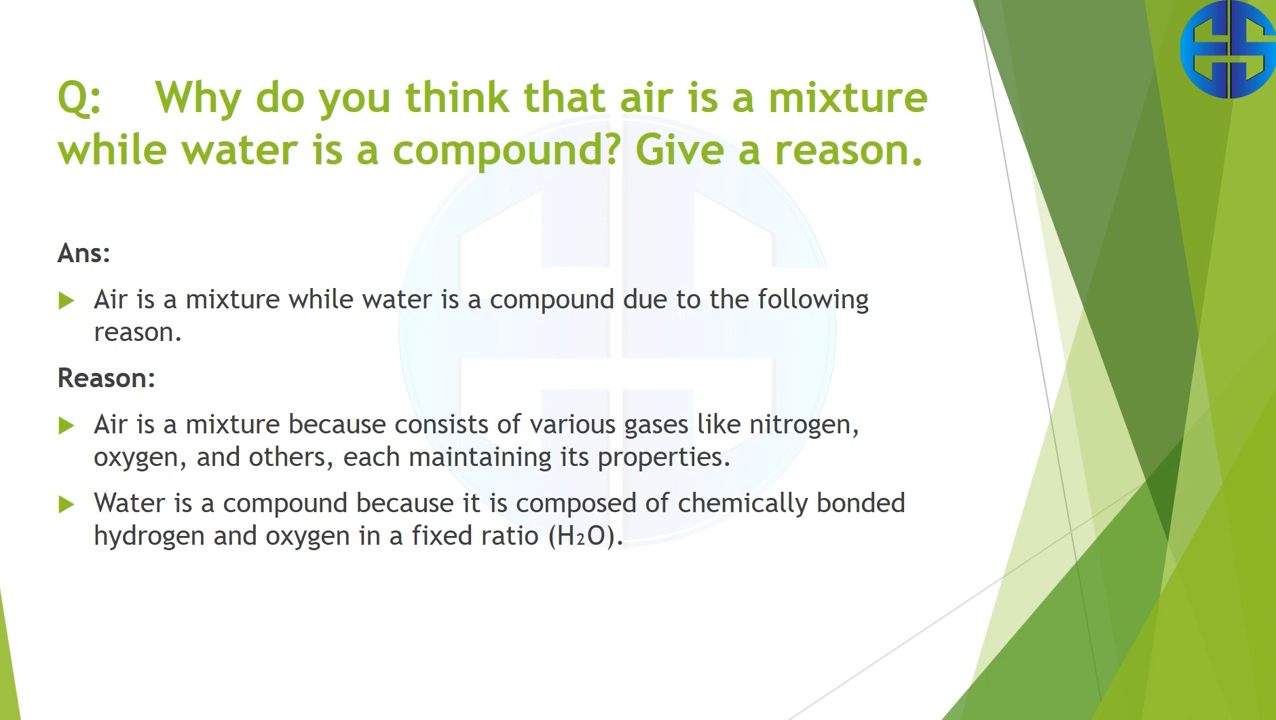 Q: Why do you think that air is a mixture
while water is a compound? Give a reason.
Ans:
Air is a mixture while water is a compound due to the following
reason.
Reason:
Air is a mixture because consists of various gases like nitrogen,
oxygen, and others, each maintaining its properties.
Water is a compound because it is composed of chemically bonded
hydrogen and oxygen in a fixed ratio (H₂O).